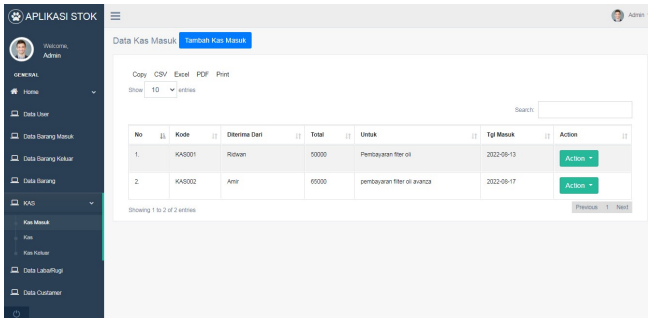 APLIKASI STOK
Admin
Welcome,
Admin
Data Kas Masuk Tambah Kas Masuk
GENERAL
Home
Data User
Data Barang Masuk
Data Barang Keluar
Data Barang
KAS
Kas Masuk
Kas
Kas Keluar
Data Laba/Rugi
Data Custamer
Copy CSV Excel PDF Print
Show 10 entries
Search:
No Kode Diterima Dari Total Untuk Tgl Masuk Action
1. KAS001 Ridwan 50000 Pembayaran fiter oli 2022-08-13 Action
2. KAS002 Amir 65000 pembayaran filter oli avanza 2022-08-17 Action
Showing 1 to 2 of 2 entries
Previous 1 Next